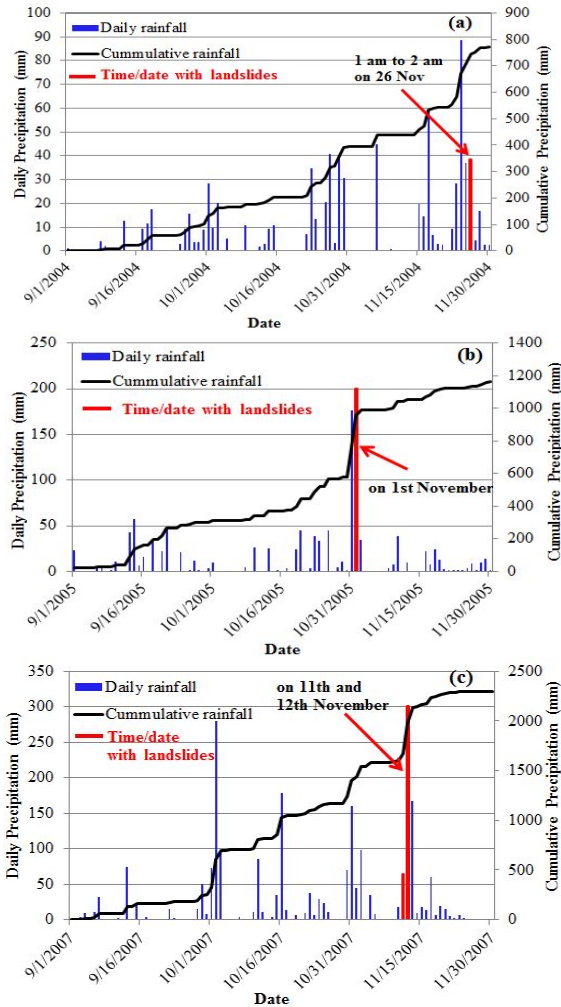 (a)
Daily rainfall
Cummulative rainfall
Time/date with landslides
1 am to 2 am
on 26 Nov
Daily Precipitation (mm)
100
90
80
70
60
50
40
30
20
10
0
Cumulative Precipitation (mm)
900
800
700
600
500
400
300
200
100
0
9/1/2004
9/16/2004
10/1/2004
10/16/2004
10/31/2004
11/15/2004
11/30/2004
Date
(b)
Daily rainfall
Cummulative rainfall
Time/date with landslides
on 1st November
Daily Precipitation (mm)
250
200
150
100
50
0
Cumulative Precipitation (mm)
1400
1200
1000
800
600
400
200
0
9/1/2005
9/16/2005
10/1/2005
10/16/2005
10/31/2005
11/15/2005
11/30/2005
Date
(c)
Daily rainfall
Cummulative rainfall
Time/date
with landslides
on 11th and
12th November
Daily Precipitation (mm)
350
300
250
200
150
100
50
0
Cumulative Precipitation (mm)
2500
2000
1500
1000
500
0
9/1/2007
9/16/2007
10/1/2007
10/16/2007
10/31/2007
11/15/2007
11/30/2007
Date